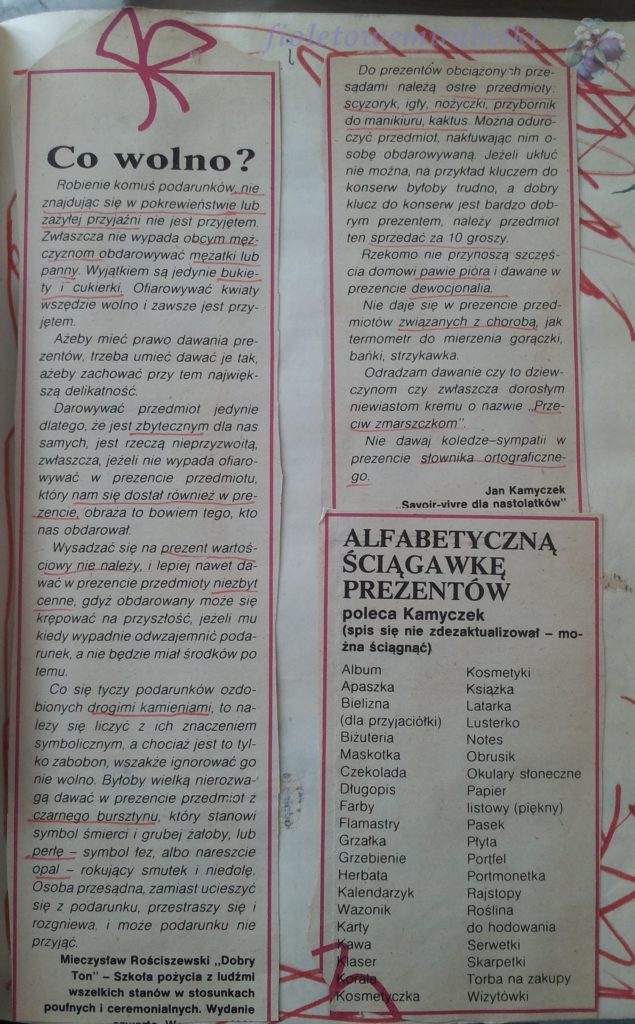 fioletowemirabelki
Co wolno?
Robienie komuś podarunków, nie
znajdując się w pokrewieństwie lub
zażyłej przyjaźni nie jest przyjętem.
Zwłaszcza nie wypada obcym męż-
czyznom obdarowywać mężatki lub
panny. Wyjątkiem są jedynie bukie-
ty i cukierki. Ofiarowywać kwiaty
wszędzie wolno i zawsze jest przy-
jętem.
Ażeby mieć prawo dawania pre-
zentów, trzeba umieć dawać je tak,
ażeby zachować przy tem najwięk-
szą delikatność.
Darowywać przedmiot jedynie
dlatego, że jest zbytecznym dla nas
samych, jest rzeczą nieprzyzwoitą,
zwłaszcza, jeżeli nie wypada ofiaro-
wywać w prezencie przedmiotu,
który nam się dostał również w pre-
zencie, obraża to bowiem tego, kto
nas obdarował.
Wysadzać się na prezent wartoś-
ciowy nie należy, i lepiej nawet da-
wać w prezencie przedmioty niezbyt
cenne, gdyż obdarowany może się
krępować na przyszłość, jeżeli mu
kiedy wypadnie odwzajemnić poda-
runek, a nie będzie miał środków po
temu.
Co się tyczy podarunków ozdo-
bionych drogimi kamieniami, to na-
leży się liczyć z ich znaczeniem
symbolicznym, a chociaż jest to tyl-
ko zabobon, wszakże ignorować go
nie wolno. Byłoby wielką nierozwa-
gą dawać w prezencie przedmiot z
czarnego bursztynu, który stanowi
symbol śmierci i grubej żałoby, lub
perłę – symbol łez, albo nareszcie
opal – rokujący smutek i niedolę.
Osoba przesądna, zamiast ucieszyć
się z podarunku, przestraszy się i
rozgniewa, i może podarunku nie
przyjąć.
Mieczysław Rościszewski „Dobry
Ton" – Szkoła pożycia z ludźmi
wszelkich stanów w stosunkach
poufnych i ceremonialnych. Wydanie
Do prezentów obciążonych prze-
sądami należą ostre przedmioty:
scyzoryk, igły, nożyczki, przybornik
do manikiuru, kaktus. Można oduro-
czyć przedmiot, nakłuwając nim o-
sobę obdarowywaną. Jeżeli ukłuć
nie można, na przykład kluczem do
konserw byłoby trudno, a dobry
klucz do konserw jest bardzo dob-
rym prezentem, należy przedmiot
ten sprzedać za 10 groszy.
Rzekomo nie przynoszą szczęś-
cia domowi pawie pióra i dawane w
prezencie dewocjonalia.
Nie daje się w prezencie przed-
miotów związanych z chorobą, jak
termometr do mierzenia gorączki,
bańki, strzykawka.
Odradzam dawanie czy to dziew-
czynom czy zwłaszcza dorosłym
niewiastom kremu o nazwie „Prze-
ciw zmarszczkom".
Nie dawaj koledze–sympatii w
prezencie słownika ortograficzne-
go.
Jan Kamyczek
„Savoir-vivre dla nastolatków"
ALFABETYCZNĄ
ŚCIĄGAWKĘ
PREZENTÓW
poleca Kamyczek
(spis się nie zdezaktualizował – mo-
żna ściągnąć)
Album
Apaszka
Bielizna
(dla przyjaciółki)
Biżuteria
Maskotka
Czekolada
Długopis
Farby
Flamastry
Grzałka
Grzebienie
Herbata
Kalendarzyk
Wazonik
Karty
Kawa
Klaser
Korale
Kosmetyczka
Kosmetyki
Książka
Latarka
Lusterko
Notes
Obrusik
Okulary słoneczne
Papier
listowy (piękny)
Pasek
Płyta
Portfel
Portmonetka
Rajstopy
Roślina
do hodowania
Serwetki
Skarpetki
Torba na zakupy
Wizytówki